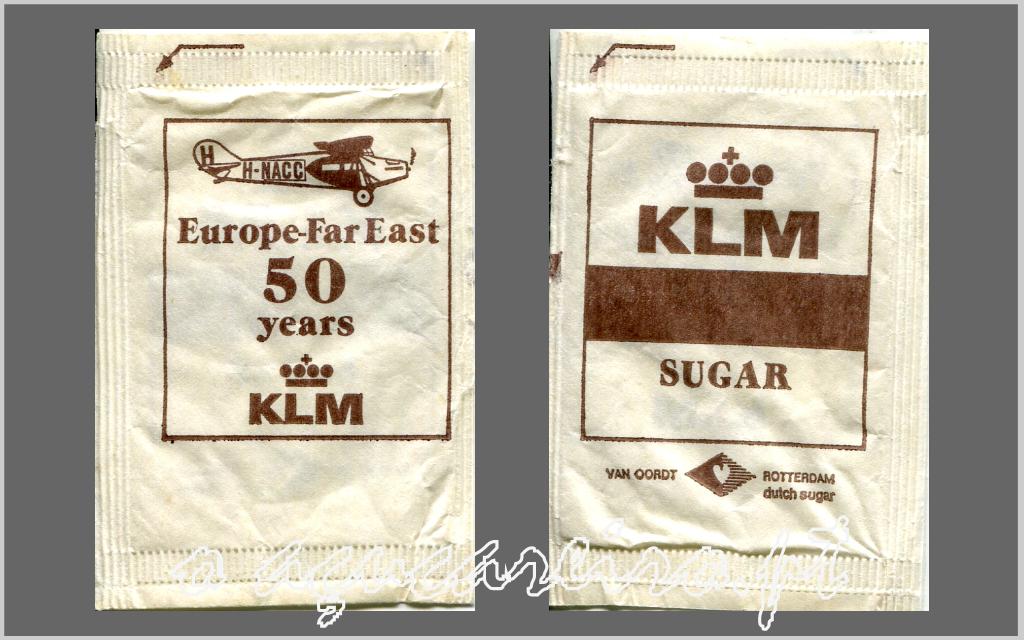 H
H-NACC
Europe-Far East
50
years
KLM
KLM
SUGAR
VAN OORDT
ROTTERDAM
dutch sugar